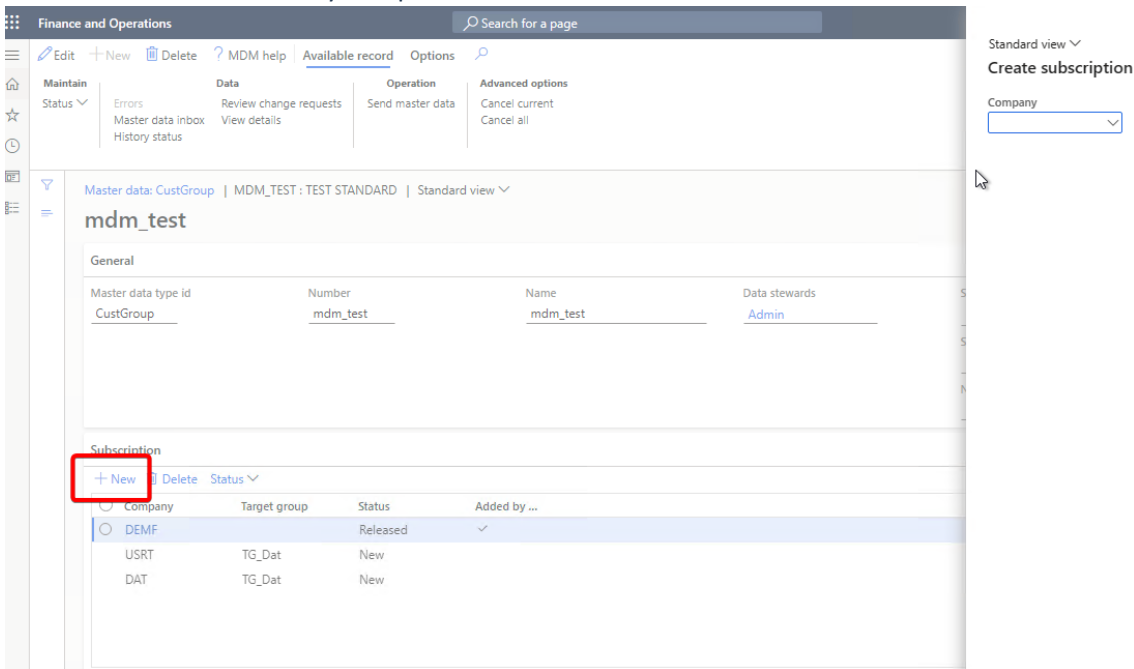 Finance and Operations
Search for a page
Edit New Delete ? MDM help Available record Options
Maintain Data Operation Advanced options
Status Errors Review change requests Send master data Cancel current
Master data inbox View details Cancel all
History status
Standard view
Create subscription
Company
Master data: CustGroup | MDM_TEST : TEST STANDARD | Standard view
mdm_test
General
Master data type id Number Name Data stewards S
CustGroup mdm_test mdm_test Admin
S
N
Subscription
New Delete Status
Company Target group Status Added by ...
DEMF Released
USRT TG_Dat New
DAT TG_Dat New